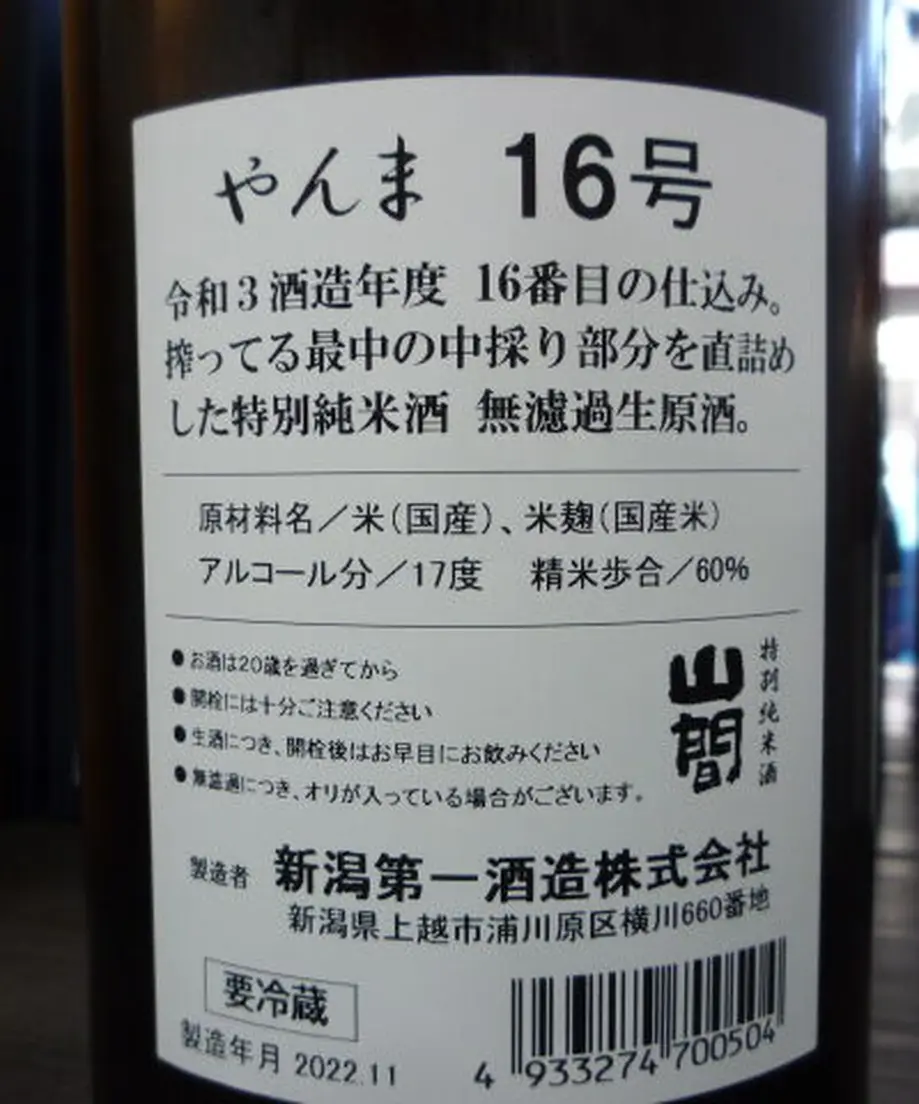 やんま 16号
令和3酒造年度 16番目の仕込み。
搾ってる最中の中採り部分を直詰め
した特別純米酒 無濾過生原酒。
原材料名／米（国産）、米麹（国産米）
アルコール分／17度 精米歩合／60%
●お酒は20歳を過ぎてから
●開栓には十分ご注意ください
●生酒につき、開栓後はお早目にお飲みください
●無濾過につき、オリが入っている場合がございます。
特別純米酒
山間
製造者 新潟第一酒造株式会社
新潟県上越市浦川原区横川660番地
要冷蔵
製造年月 2022.11
4 933274 700504